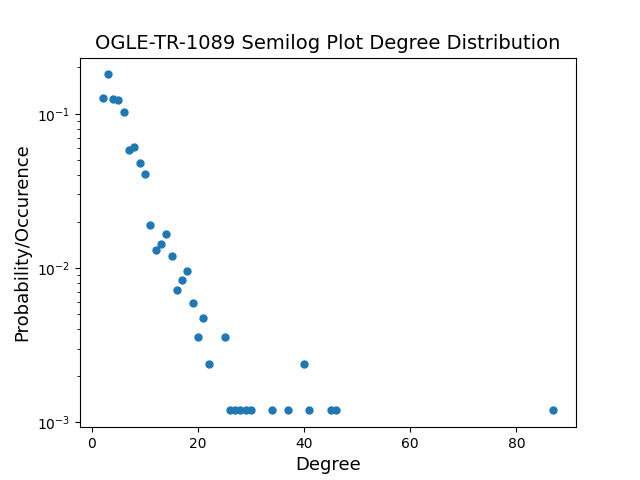 OGLE-TR-1089 Semilog Plot Degree Distribution
Probability/Occurence
10⁻¹
10⁻²
10⁻³
0 20 40 60 80
Degree